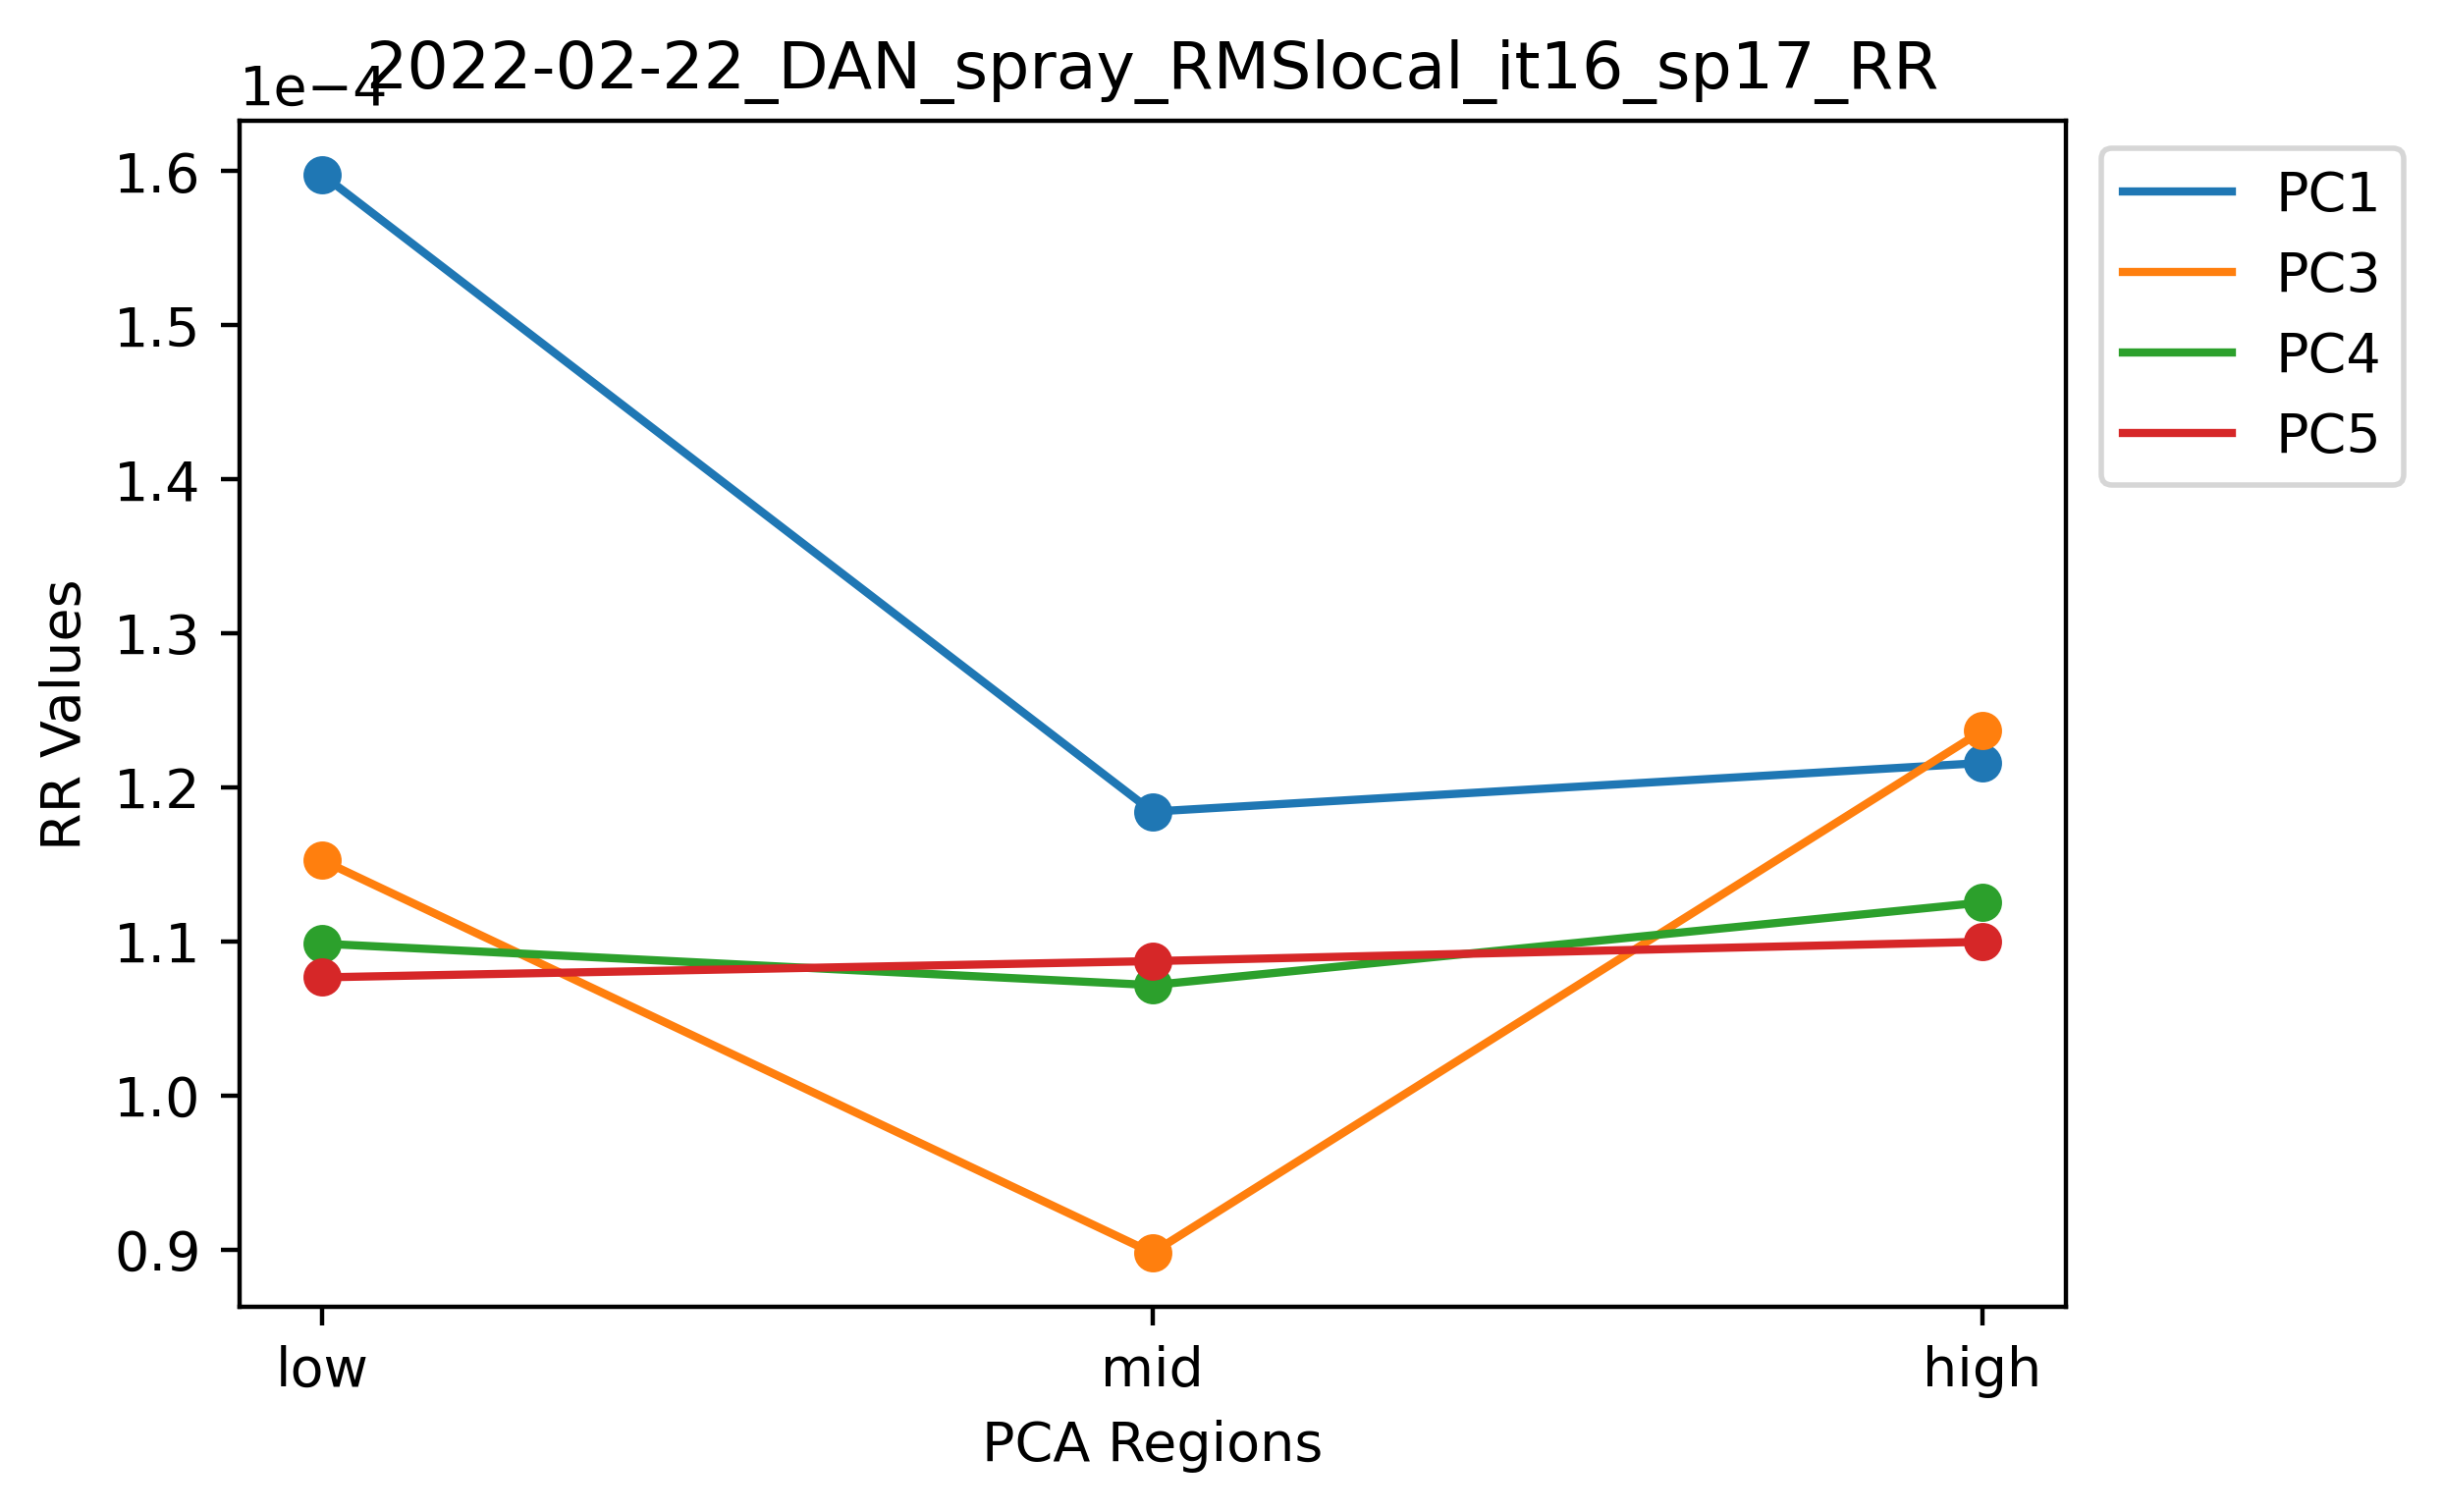 2022-02-22_DAN_spray_RMSlocal_it16_sp17_RR
1e−4
1.6
1.5
1.4
1.3
1.2
1.1
1.0
0.9
RR Values
low
mid
high
PCA Regions
PC1
PC3
PC4
PC5